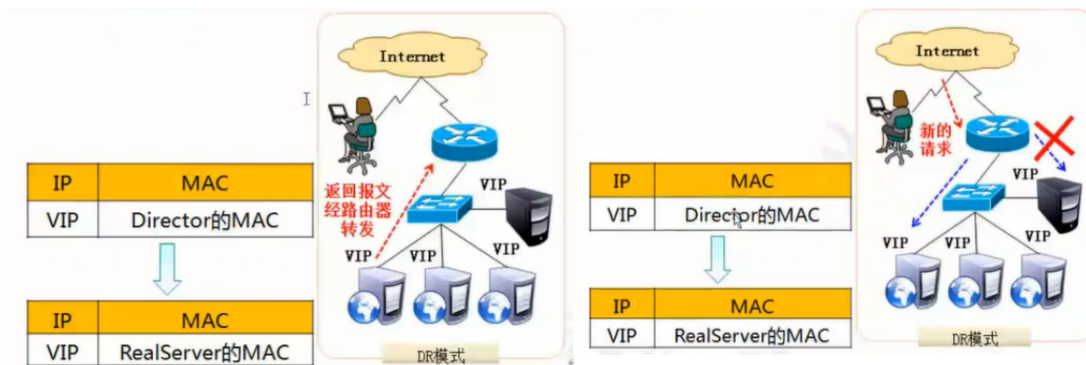 Internet
返回报文
经路由器
转发
VIP
VIP
VIP
VIP
DR模式
IP MAC
VIP Director的MAC
IP MAC
VIP RealServer的MAC
Internet
新的
请求
VIP
VIP
VIP
VIP
DR模式
IP MAC
VIP Director的MAC
IP MAC
VIP RealServer的MAC